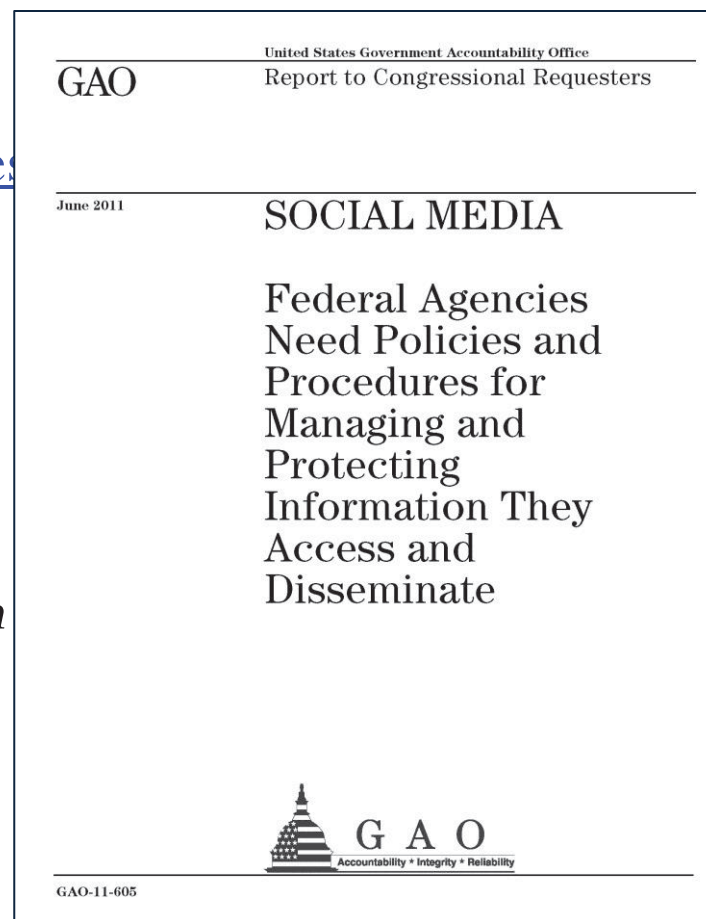 United States Government Accountability Office
GAO
Report to Congressional Requesters
June 2011
SOCIAL MEDIA
Federal Agencies
Need Policies and
Procedures for
Managing and
Protecting
Information They
Access and
Disseminate
G A O
Accountability * Integrity * Reliability
GAO-11-605